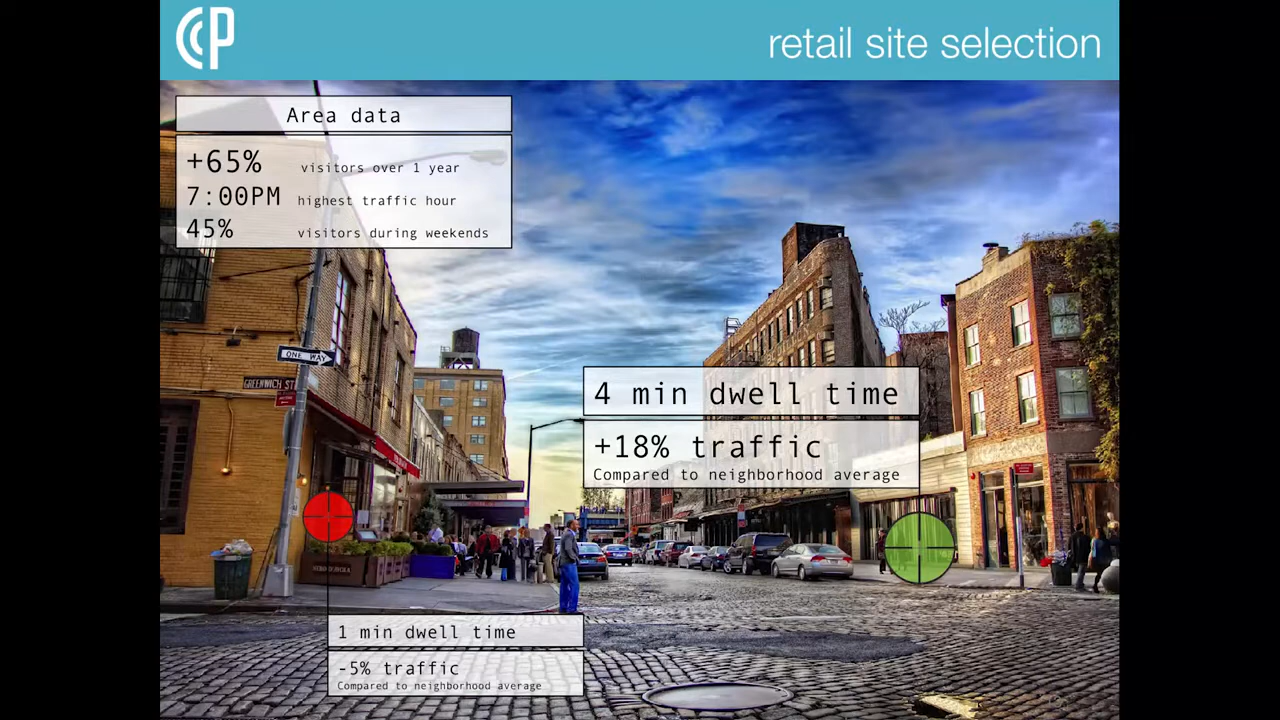 CCP
retail site selection
Area data
+65% visitors over 1 year
7:00PM highest traffic hour
45% visitors during weekends
ONE WAY
GREENWICH ST
4 min dwell time
+18% traffic
Compared to neighborhood average
1 min dwell time
-5% traffic
Compared to neighborhood average